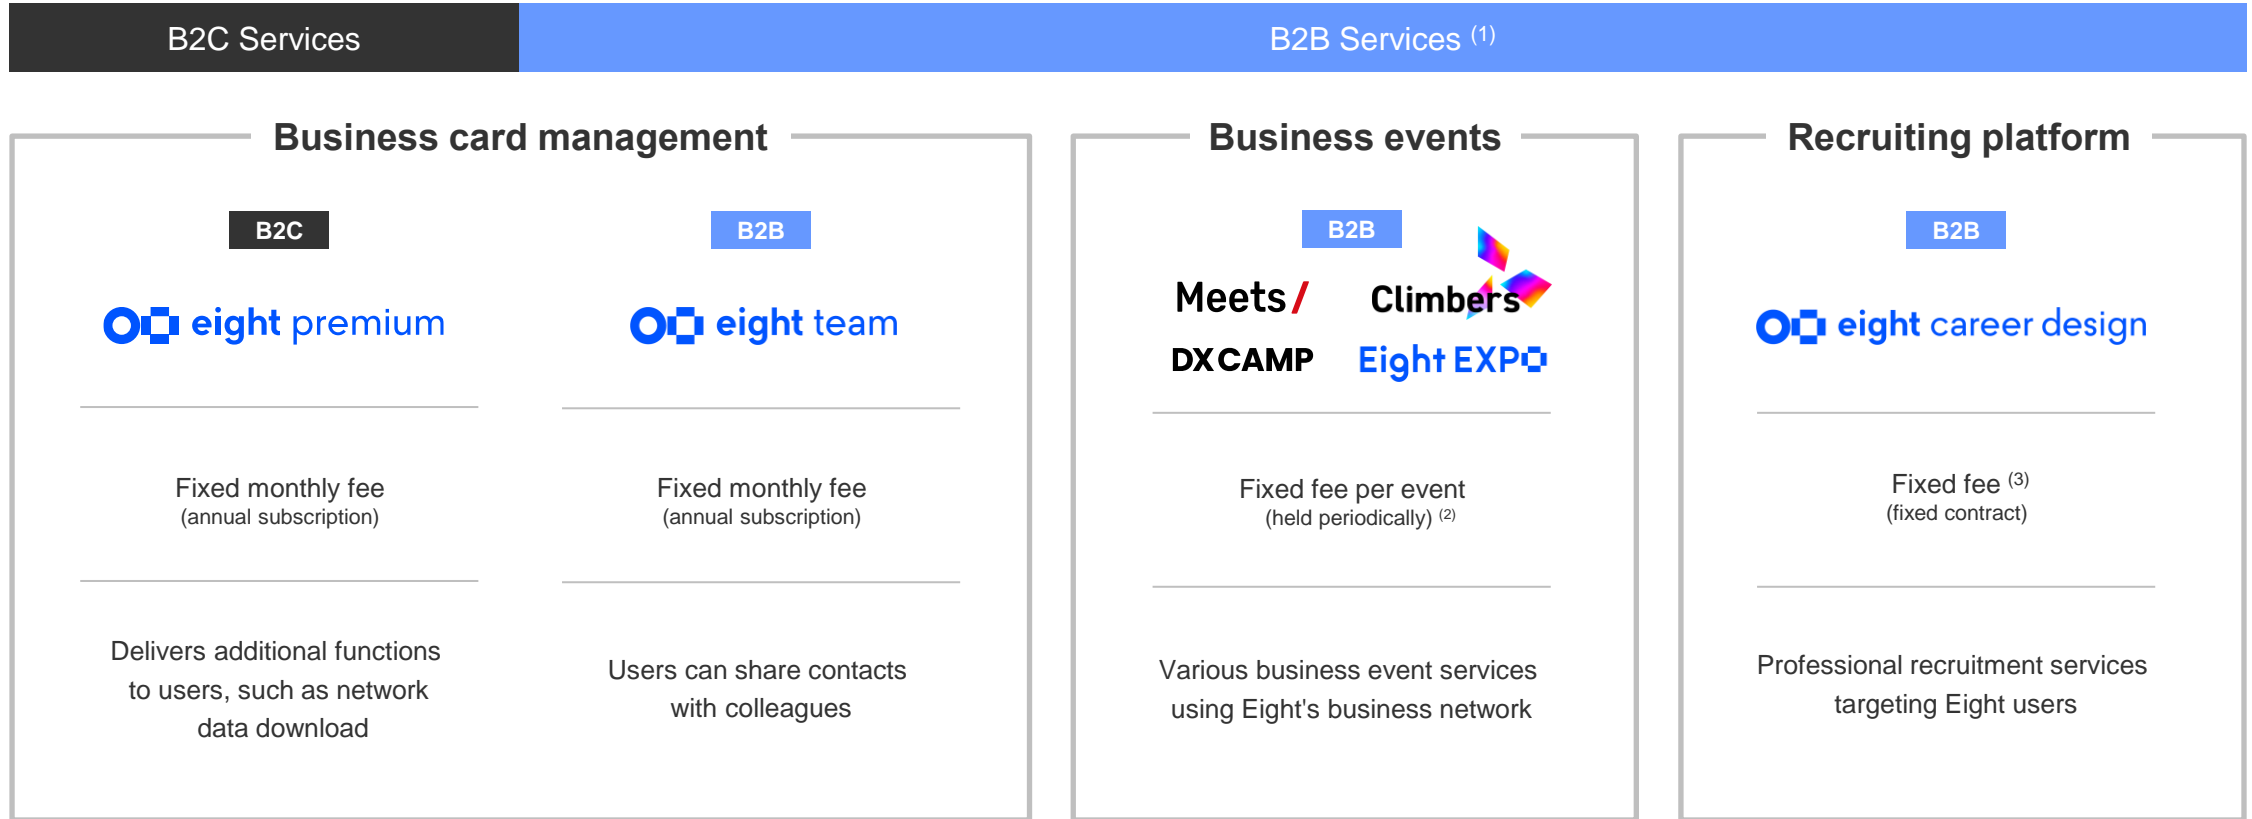 B2C Services
B2B Services (1)
Business card management
B2C
eight premium
Fixed monthly fee
(annual subscription)
Delivers additional functions
to users, such as network
data download
B2B
eight team
Fixed monthly fee
(annual subscription)
Users can share contacts
with colleagues
Business events
B2B
Meets/
Climbers
DX CAMP
Eight EXPO
Fixed fee per event
(held periodically) (2)
Various business event services
using Eight's business network
Recruiting platform
B2B
eight career design
Fixed fee (3)
(fixed contract)
Professional recruitment services
targeting Eight users